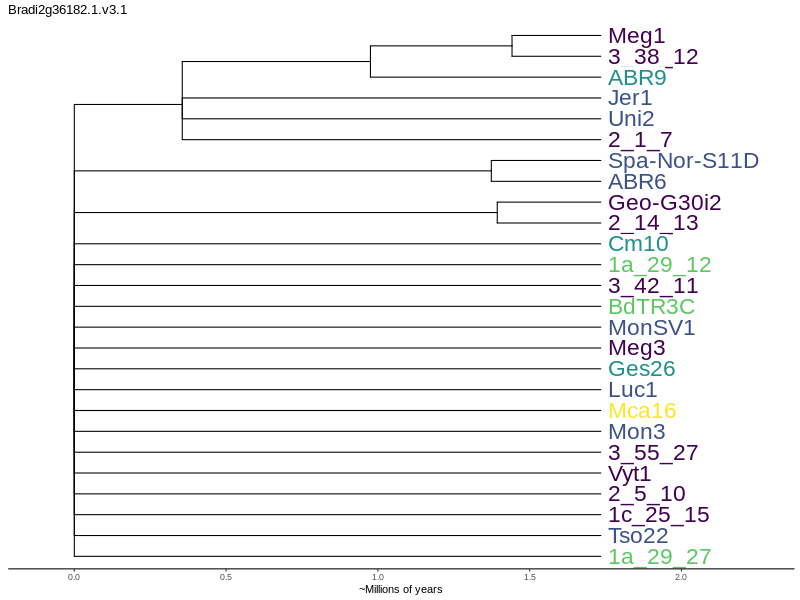 Bradi2g36182.1.v3.1
Meg1
3_38_12
ABR9
Jer1
Uni2
2_1_7
Spa-Nor-S11D
ABR6
Geo-G30i2
2_14_13
Cm10
1a_29_12
3_42_11
BdTR3C
MonSV1
Meg3
Ges26
Luc1
Mca16
Mon3
3_55_27
Vyt1
2_5_10
1c_25_15
Tso22
1a_29_27
0.0 0.5 1.0 1.5 2.0
~Millions of years